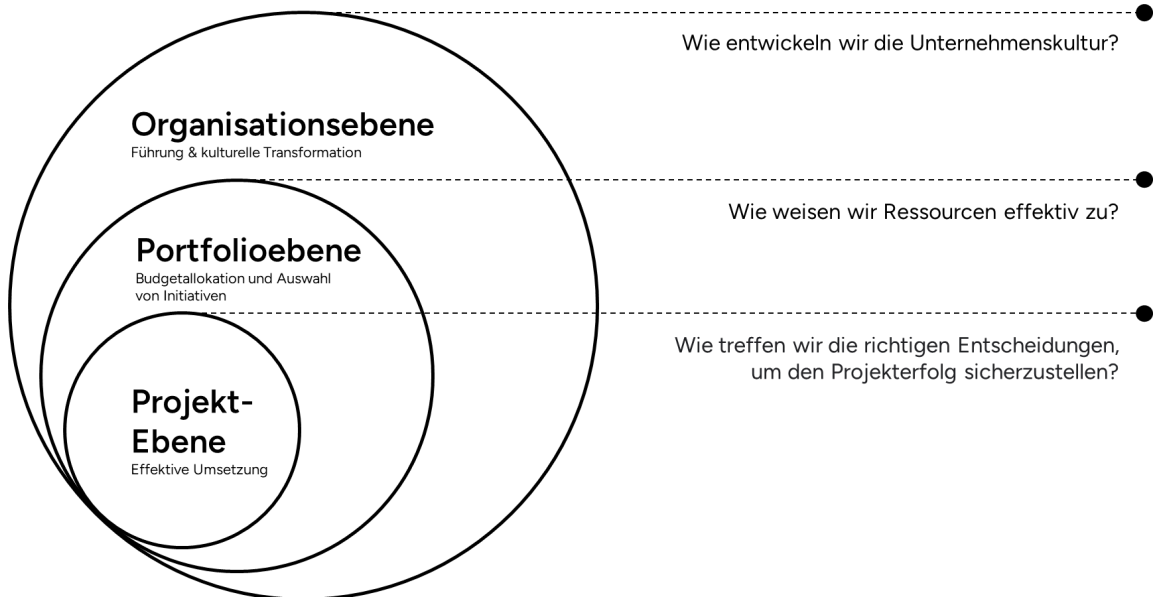 Wie entwickeln wir die Unternehmenskultur?
Organisationsebene
Führung & kulturelle Transformation
Wie weisen wir Ressourcen effektiv zu?
Portfolioebene
Budgetallokation und Auswahl
von Initiativen
Wie treffen wir die richtigen Entscheidungen,
um den Projekterfolg sicherzustellen?
Projekt-
Ebene
Effektive Umsetzung